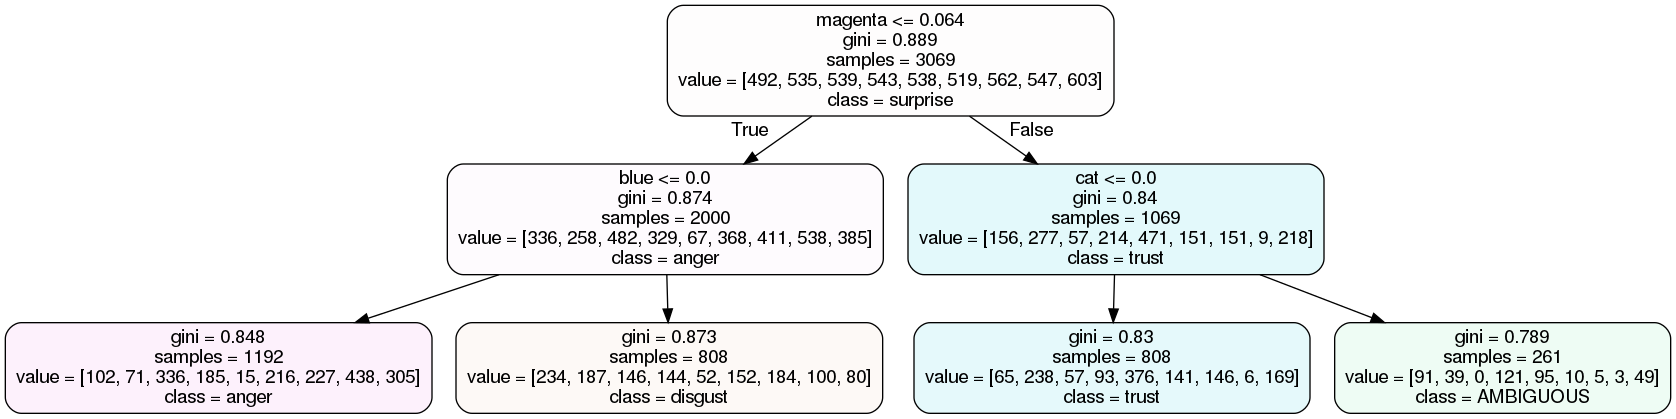 magenta <= 0.064
gini = 0.889
samples = 3069
value = [492, 535, 539, 543, 538, 519, 562, 547, 603]
class = surprise
True
False
blue <= 0.0
gini = 0.874
samples = 2000
value = [336, 258, 482, 329, 67, 368, 411, 538, 385]
class = anger
cat <= 0.0
gini = 0.84
samples = 1069
value = [156, 277, 57, 214, 471, 151, 151, 9, 218]
class = trust
gini = 0.848
samples = 1192
value = [102, 71, 336, 185, 15, 216, 227, 438, 305]
class = anger
gini = 0.873
samples = 808
value = [234, 187, 146, 144, 52, 152, 184, 100, 80]
class = disgust
gini = 0.83
samples = 808
value = [65, 238, 57, 93, 376, 141, 146, 6, 169]
class = trust
gini = 0.789
samples = 261
value = [91, 39, 0, 121, 95, 10, 5, 3, 49]
class = AMBIGUOUS